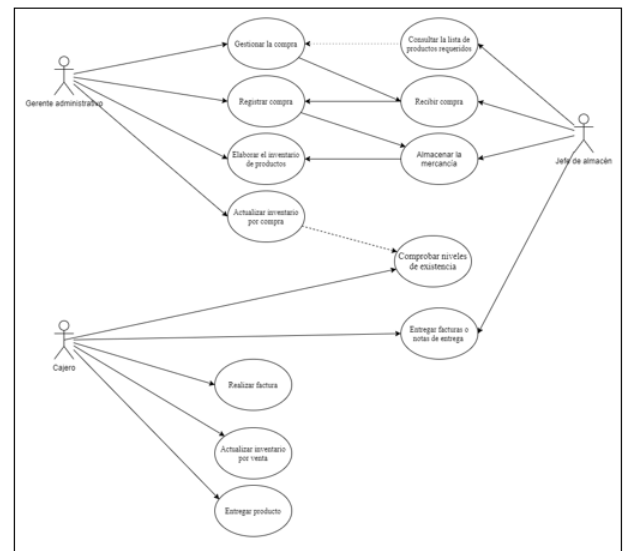 Gestionar la compra
Consultar la lista de
productos requeridos
Gerente administrativo
Registrar compra
Recibir compra
Jefe de almacén
Elaborar el inventario
de productos
Almacenar la
mercancía
Actualizar inventario
por compra
Comprobar niveles
de existencia
Cajero
Entregar facturas o
notas de entrega
Realizar factura
Actualizar inventario
por venta
Entregar producto